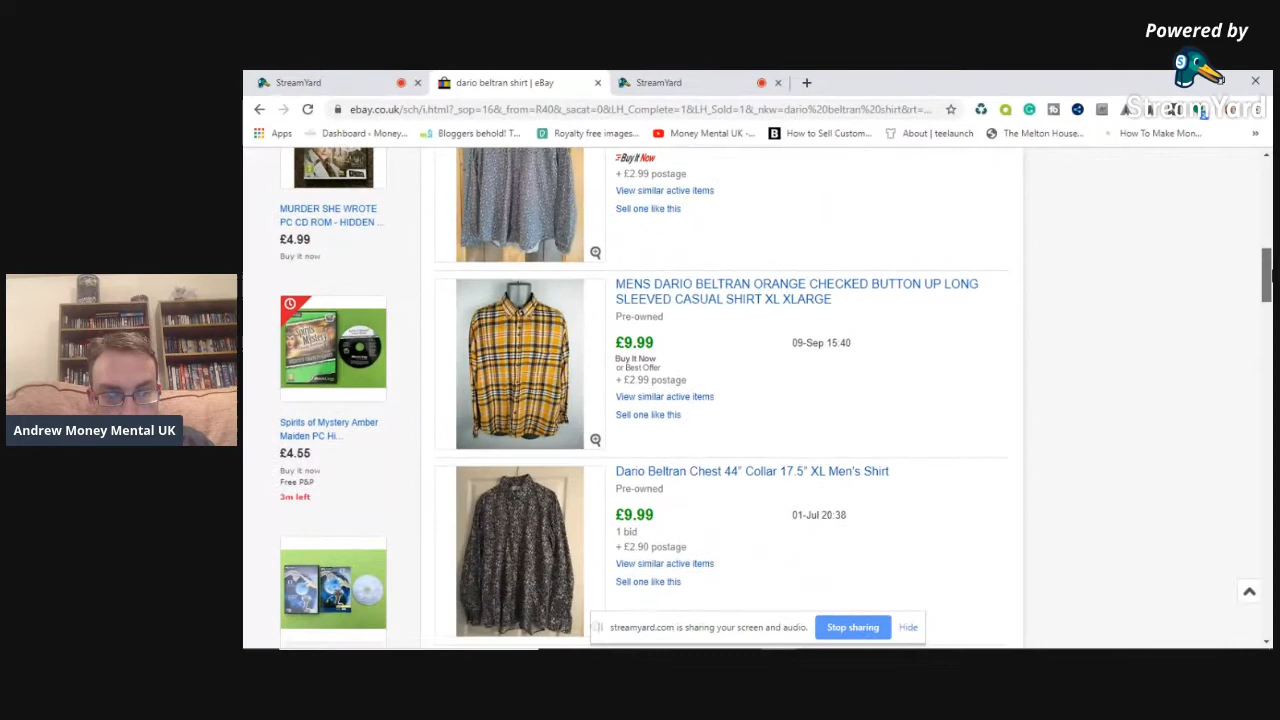 Powered by
StreamYard
StreamYard
dario beltran shirt | eBay
StreamYard
ebay.co.uk/sch/i.html?_sop=16&_from=R40&_sacat=0&LH_Complete=1&LH_Sold=1&_nkw=dario%20beltran%20shirt&rt=...
Apps
Dashboard ‹ Money...
Bloggers behold! T...
Royalty free images...
Money Mental UK -...
How to Sell Custom...
About | teelaunch
The Melton House...
How To Make Mon...
»
MURDER SHE WROTE
PC CD ROM - HIDDEN ...
£4.99
Buy it now
Spirits of Mystery Amber
Maiden PC Hi...
£4.55
Buy it now
Free P&P
3m left
Buy It Now
+ £2.99 postage
View similar active items
Sell one like this
MENS DARIO BELTRAN ORANGE CHECKED BUTTON UP LONG
SLEEVED CASUAL SHIRT XL XLARGE
Pre-owned
£9.99
09-Sep 15:40
Buy It Now
or Best Offer
+ £2.99 postage
View similar active items
Sell one like this
Dario Beltran Chest 44” Collar 17.5” XL Men’s Shirt
Pre-owned
£9.99
01-Jul 20:38
1 bid
+ £2.90 postage
View similar active items
Sell one like this
streamyard.com is sharing your screen and audio.
Stop sharing
Hide
Andrew Money Mental UK